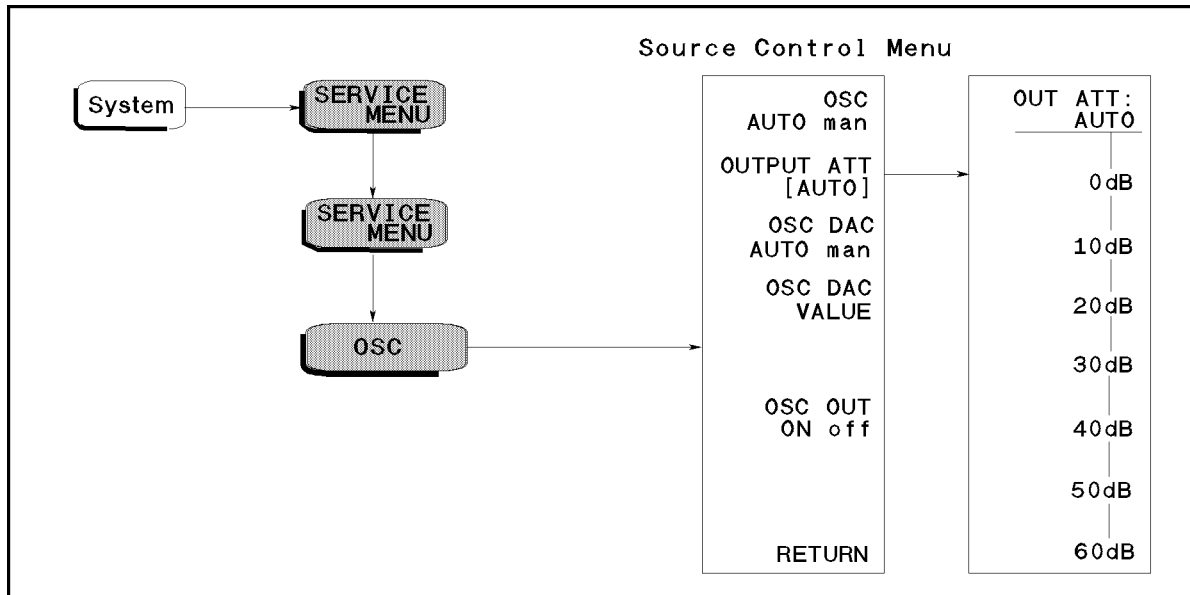 Source Control Menu
System
SERVICE
MENU
SERVICE
MENU
OSC
OSC
AUTO man
OUTPUT ATT
[AUTO]
OSC DAC
AUTO man
OSC DAC
VALUE
OSC OUT
ON off
RETURN
OUT ATT:
AUTO
0dB
10dB
20dB
30dB
40dB
50dB
60dB